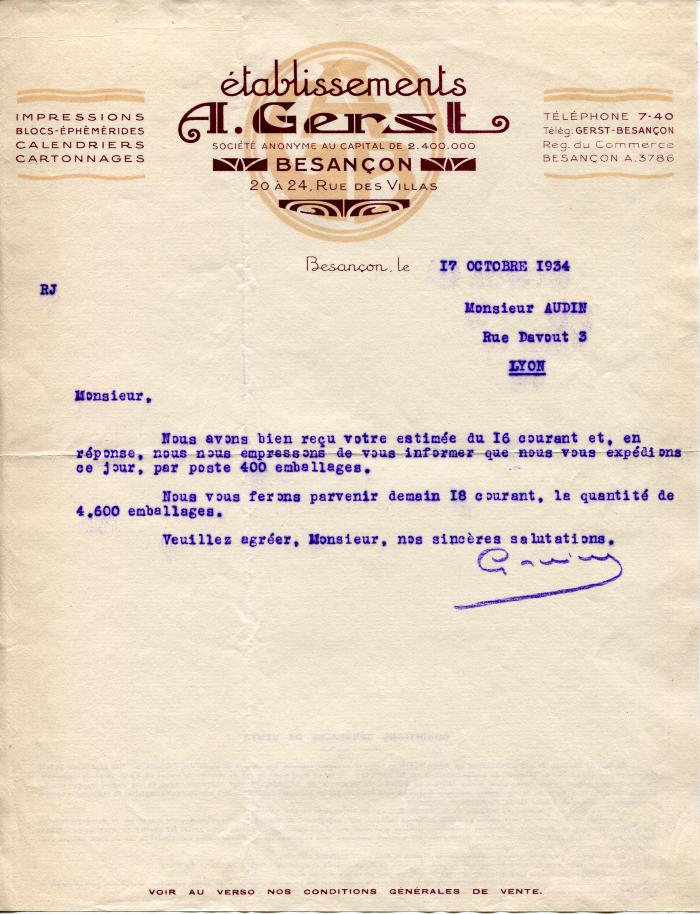 établissements
A. Gerst
SOCIÉTÉ ANONYME AU CAPITAL DE 2.400.000
BESANÇON
20 À 24, RUE DES VILLAS
IMPRESSIONS
BLOCS-ÉPHÉMÉRIDES
CALENDRIERS
CARTONNAGES
TÉLÉPHONE 7-40
Télég: GERST-BESANÇON
Reg. du Commerce
BESANÇON A. 3786
Besançon, le 17 OCTOBRE 1934
RJ
Monsieur AUDIN
Rue Davout 3
LYON
Monsieur,
Nous avons bien reçu votre estimée du I6 courant et, en
réponse, nous nous empressons de vous informer que nous vous expédions
ce jour, par poste 400 emballages.
Nous vous ferons parvenir demain I8 courant, la quantité de
4.600 emballages.
Veuillez agréer, Monsieur, nos sincères salutations.
VOIR AU VERSO NOS CONDITIONS GÉNÉRALES DE VENTE.